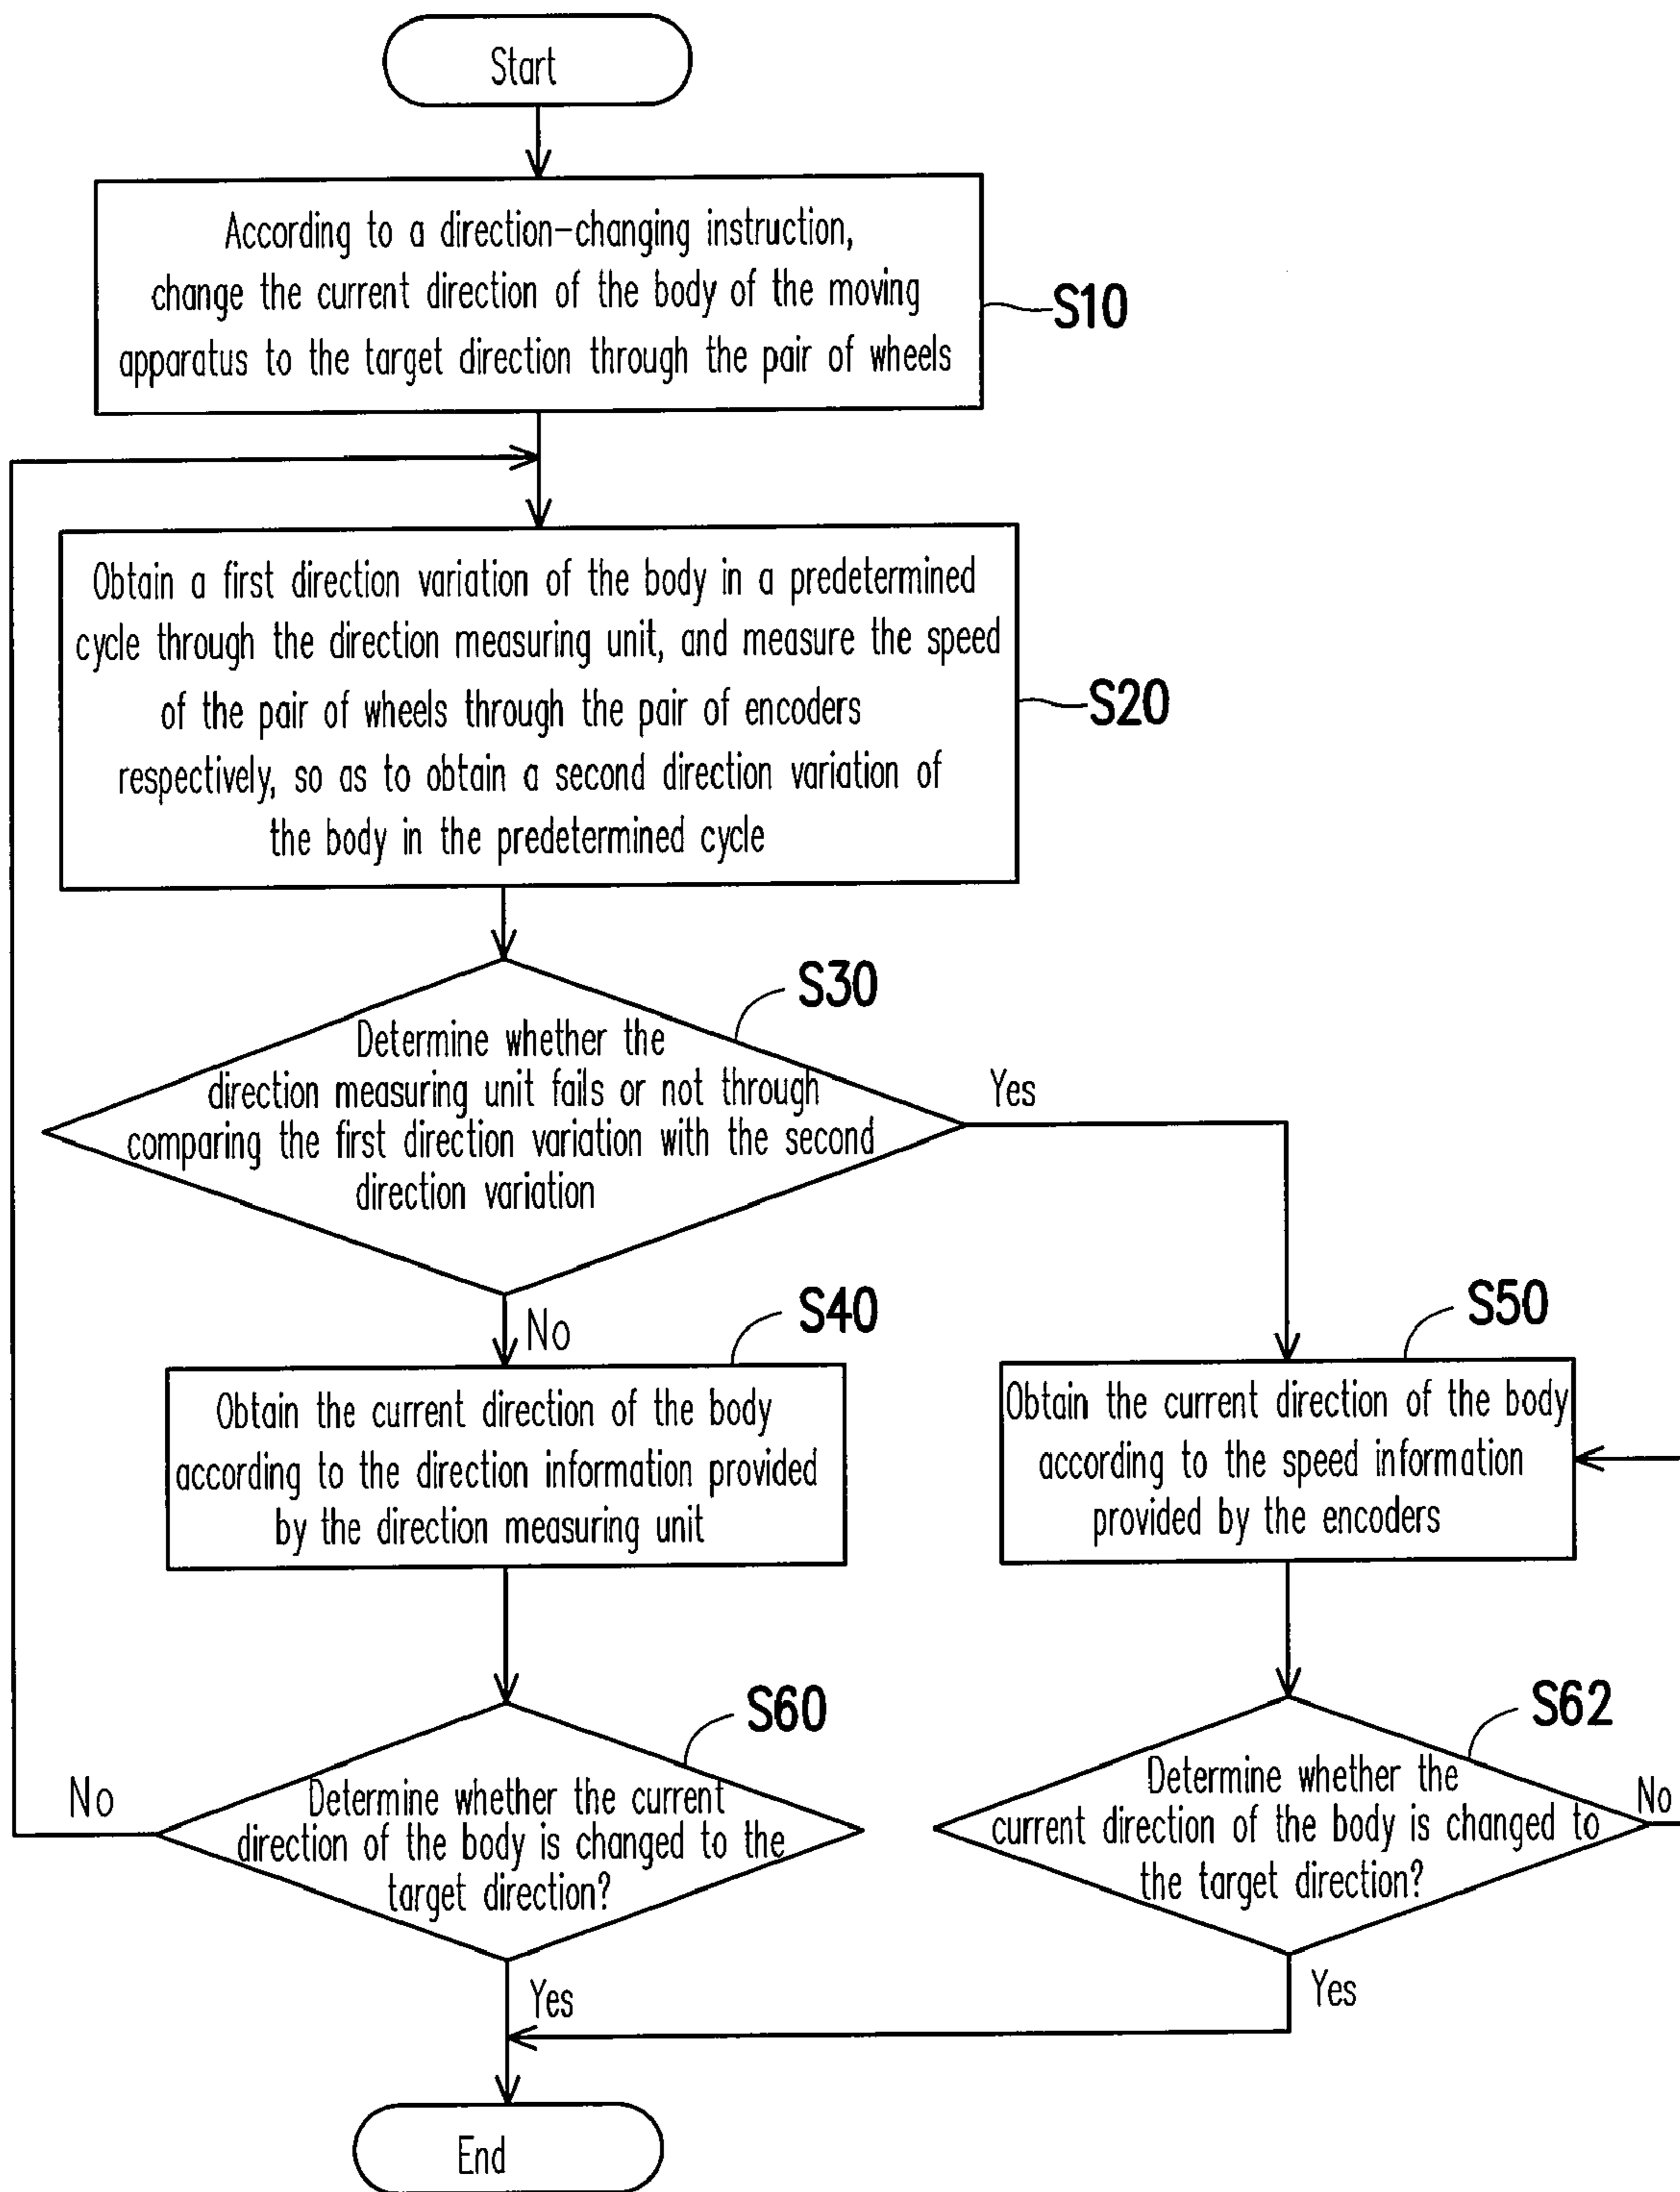 Start
According to a direction-changing instruction,
change the current direction of the body of the moving
apparatus to the target direction through the pair of wheels
S10
Obtain a first direction variation of the body in a predetermined
cycle through the direction measuring unit, and measure the speed
of the pair of wheels through the pair of encoders
respectively, so as to obtain a second direction variation of
the body in the predetermined cycle
S20
S30
Determine whether the
direction measuring unit fails or not through
comparing the first direction variation with the second
direction variation
Yes
No
S40
Obtain the current direction of the body
according to the direction information provided
by the direction measuring unit
S50
Obtain the current direction of the body
according to the speed information
provided by the encoders
S60
Determine whether the current
direction of the body is changed to the
target direction?
No
Yes
S62
Determine whether the
current direction of the body is changed to
the target direction?
No
Yes
End